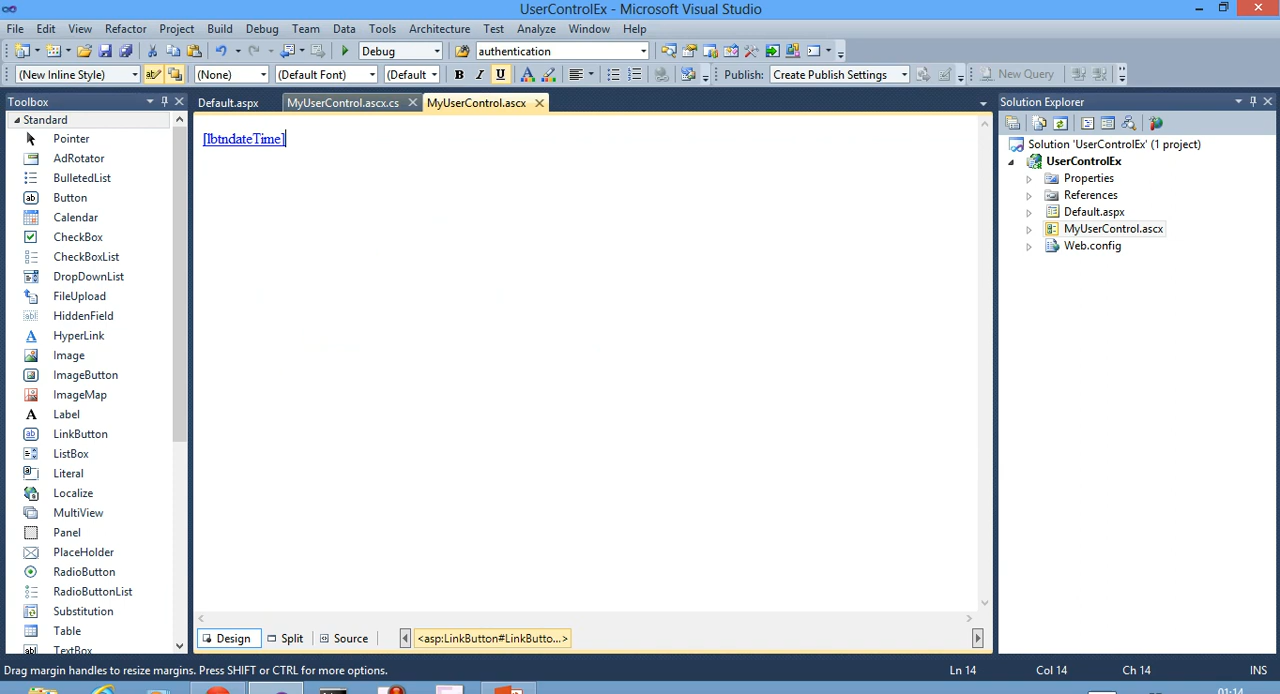 UserControlEx - Microsoft Visual Studio
File Edit View Refactor Project Build Debug Team Data Tools Architecture Test Analyze Window Help
Debug authentication
(New Inline Style) (None) (Default Font) (Default B I U A Publish: Create Publish Settings New Query
Toolbox
Default.aspx MyUserControl.ascx.cs MyUserControl.ascx
Solution Explorer
Standard
Pointer
AdRotator
BulletedList
Button
Calendar
CheckBox
CheckBoxList
DropDownList
FileUpload
HiddenField
HyperLink
Image
ImageButton
ImageMap
Label
LinkButton
ListBox
Literal
Localize
MultiView
Panel
PlaceHolder
RadioButton
RadioButtonList
Substitution
Table
TextBox
[lbtndateTime]
Solution 'UserControlEx' (1 project)
UserControlEx
Properties
References
Default.aspx
MyUserControl.ascx
Web.config
Design Split Source <asp:LinkButton#LinkButto...>
Drag margin handles to resize margins. Press SHIFT or CTRL for more options. Ln 14 Col 14 Ch 14 INS
01:14